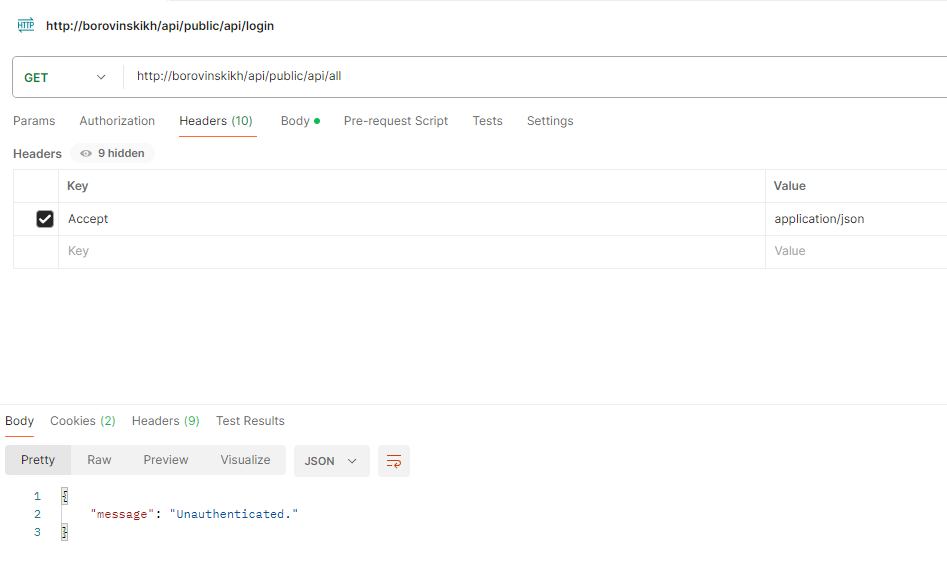 HTTP http://borovinskikh/api/public/api/login
GET http://borovinskikh/api/public/api/all
Params Authorization Headers (10) Body Pre-request Script Tests Settings
Headers 9 hidden
Key Value
Accept application/json
Key Value
Body Cookies (2) Headers (9) Test Results
Pretty Raw Preview Visualize JSON
1 {
2 "message": "Unauthenticated."
3 }